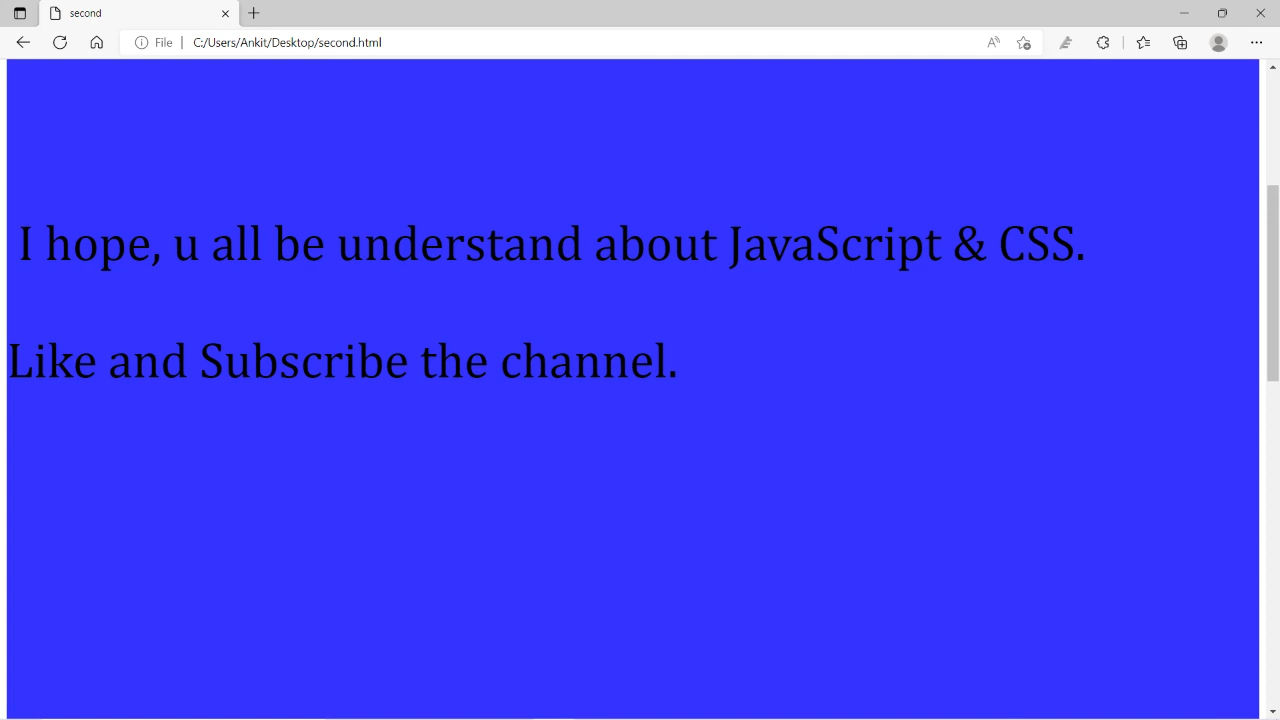 second
File
C:/Users/Ankit/Desktop/second.html
I hope, u all be understand about JavaScript & CSS.
Like and Subscribe the channel.